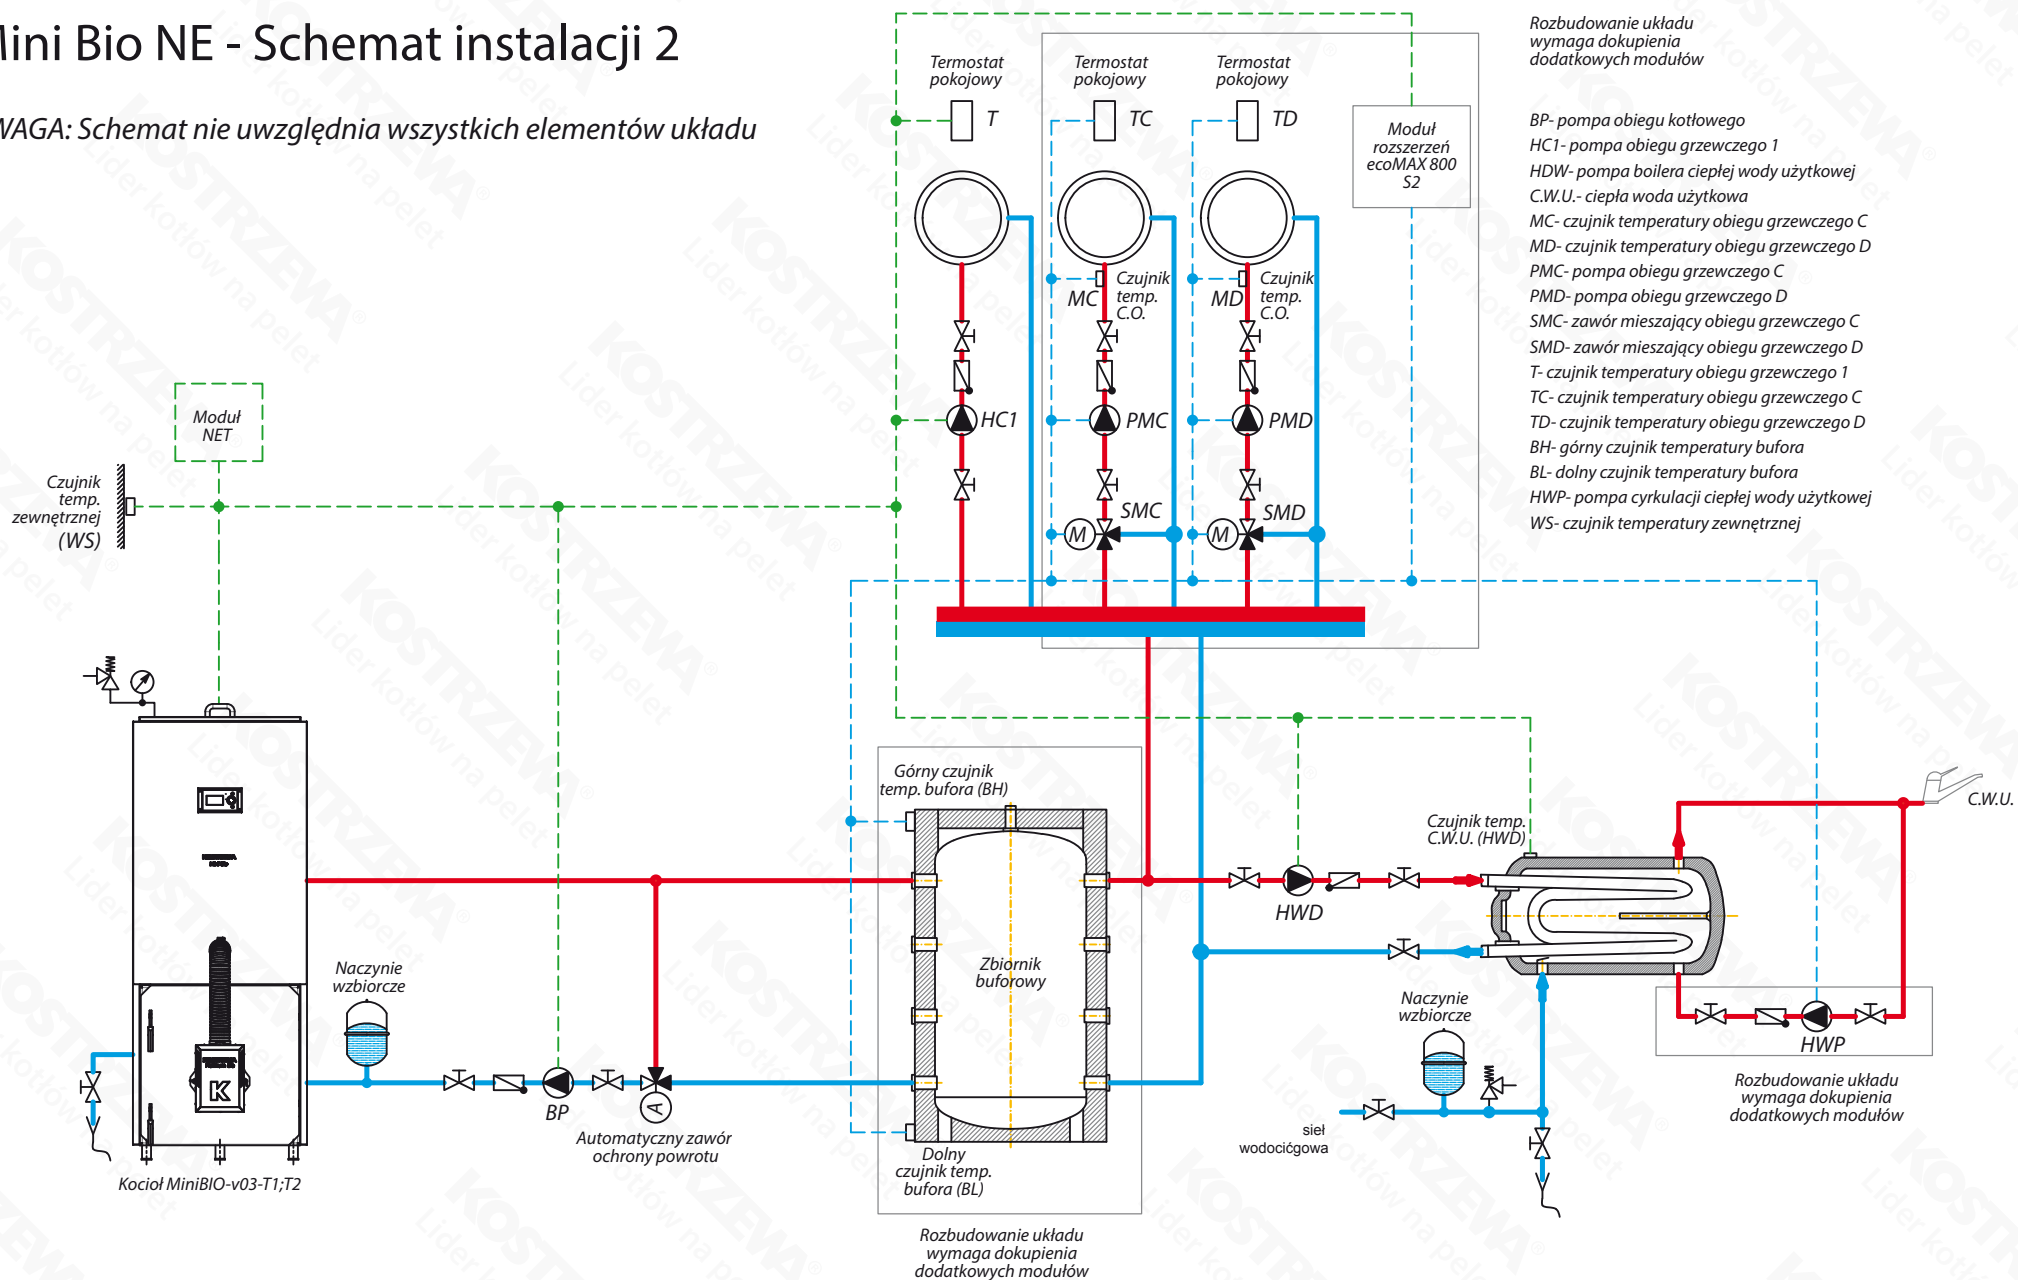 Mini Bio NE - Schemat instalacji 2
WAGA: Schemat nie uwzględnia wszystkich elementów układu
Termostat
pokojowy
T
Termostat
pokojowy
TC
Termostat
pokojowy
TD
Moduł
rozszerzeń
ecoMAX 800
S2
Rozbudowanie układu
wymaga dokupienia
dodatkowych modułów
BP- pompa obiegu kotłowego
HC1- pompa obiegu grzewczego 1
HDW- pompa boilera ciepłej wody użytkowej
C.W.U.- ciepła woda użytkowa
MC- czujnik temperatury obiegu grzewczego C
MD- czujnik temperatury obiegu grzewczego D
PMC- pompa obiegu grzewczego C
PMD- pompa obiegu grzewczego D
SMC- zawór mieszający obiegu grzewczego C
SMD- zawór mieszający obiegu grzewczego D
T- czujnik temperatury obiegu grzewczego 1
TC- czujnik temperatury obiegu grzewczego C
TD- czujnik temperatury obiegu grzewczego D
BH- górny czujnik temperatury bufora
BL- dolny czujnik temperatury bufora
HWP- pompa cyrkulacji ciepłej wody użytkowej
WS- czujnik temperatury zewnętrznej
MC
Czujnik
temp.
C.O.
MD
Czujnik
temp.
C.O.
HC1
PMC
PMD
SMC
M
SMD
M
Moduł
NET
Czujnik
temp.
zewnętrznej
(WS)
Górny czujnik
temp. bufora (BH)
Zbiornik
buforowy
Dolny
czujnik temp.
bufora (BL)
Rozbudowanie układu
wymaga dokupienia
dodatkowych modułów
Naczynie
wzbiorcze
BP
A
Automatyczny zawór
ochrony powrotu
K
Kocioł MiniBIO-v03-T1;T2
HWD
Czujnik temp.
C.W.U. (HWD)
C.W.U.
Naczynie
wzbiorcze
HWP
Rozbudowanie układu
wymaga dokupienia
dodatkowych modułów
sieł
wodocićgowa
KOSTRZEWA®
Lider kotłów na pelet